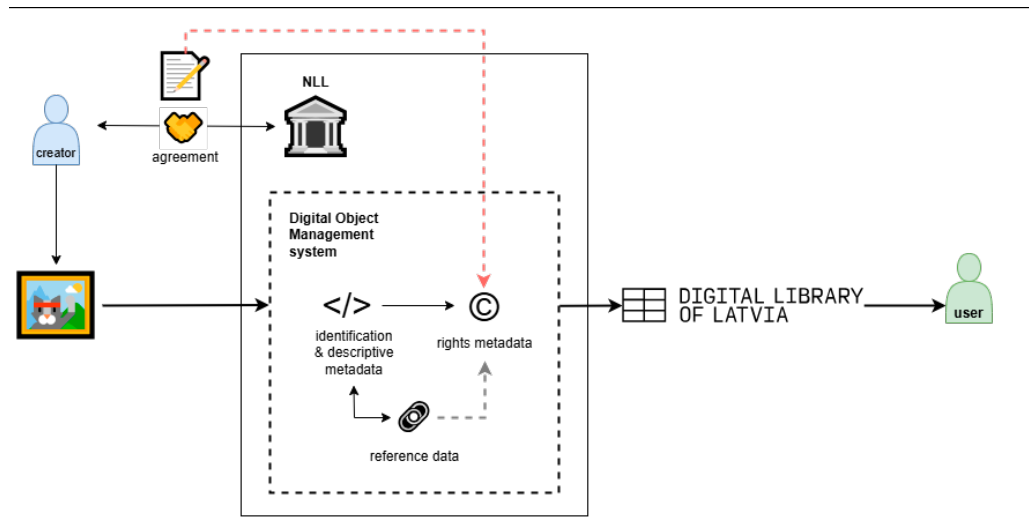 NLL
creator
agreement
Digital Object
Management
system
</>
©
identification
& descriptive
metadata
rights metadata
reference data
DIGITAL LIBRARY
OF LATVIA
user